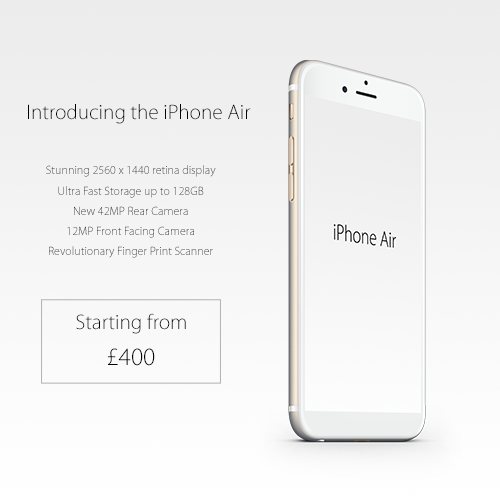 Introducing the iPhone Air
Stunning 2560 x 1440 retina display
Ultra Fast Storage up to 128GB
New 42MP Rear Camera
12MP Front Facing Camera
Revolutionary Finger Print Scanner
Starting from
£400
iPhone Air